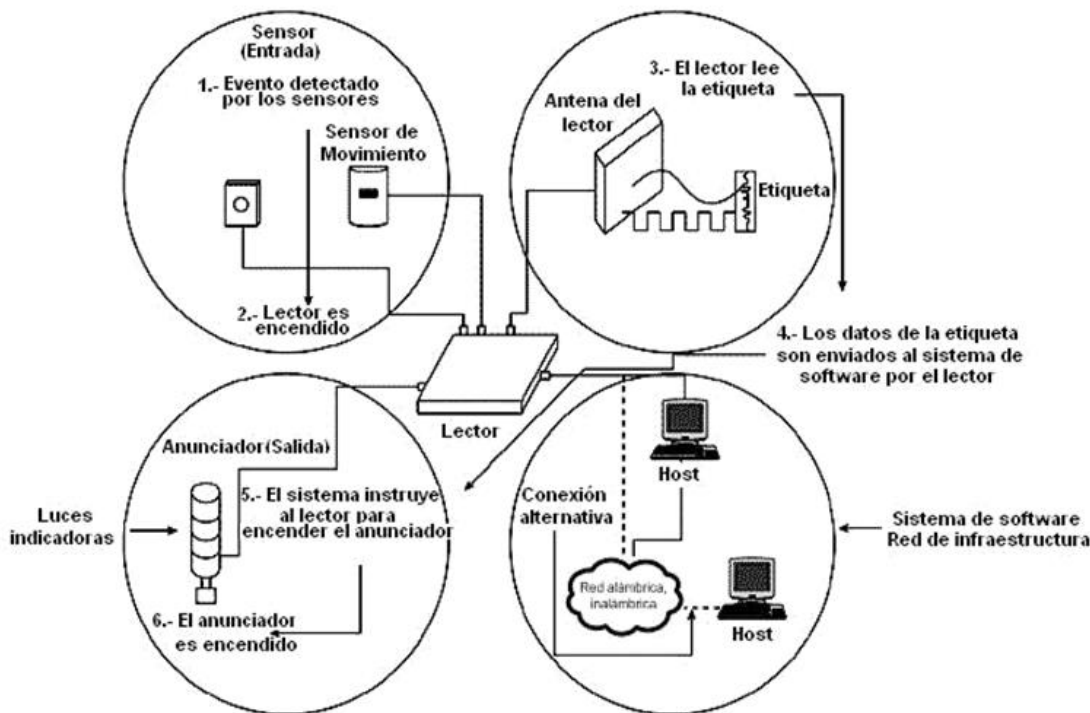 Sensor
(Entrada)
1.- Evento detectado
por los sensores
Sensor de
Movimiento
2.- Lector es
encendido
3.- El lector lee
la etiqueta
Antena del
lector
Etiqueta
4.- Los datos de la etiqueta
son enviados al sistema de
software por el lector
Lector
Anunciador(Salida)
5.- El sistema instruye
al lector para
encender el anunciador
Luces
indicadoras
6.- El anunciador
es encendido
Host
Conexión
alternativa
Red alámbrica,
inalámbrica
Host
Sistema de software
Red de infraestructura